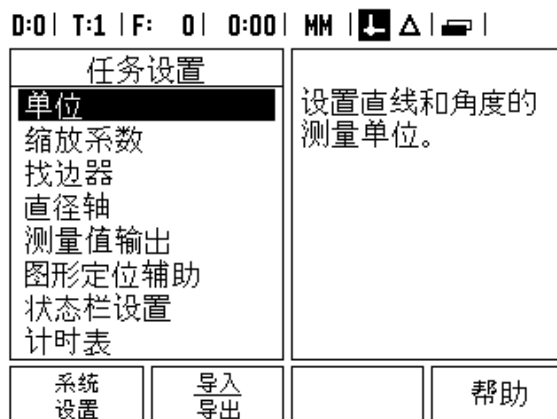 D:0| T:1 |F: 0| 0:00| MM
任务设置
单位
缩放系数
找边器
直径轴
测量值输出
图形定位辅助
状态栏设置
计时表
设置直线和角度的
测量单位。
系统
设置
导入
导出
帮助